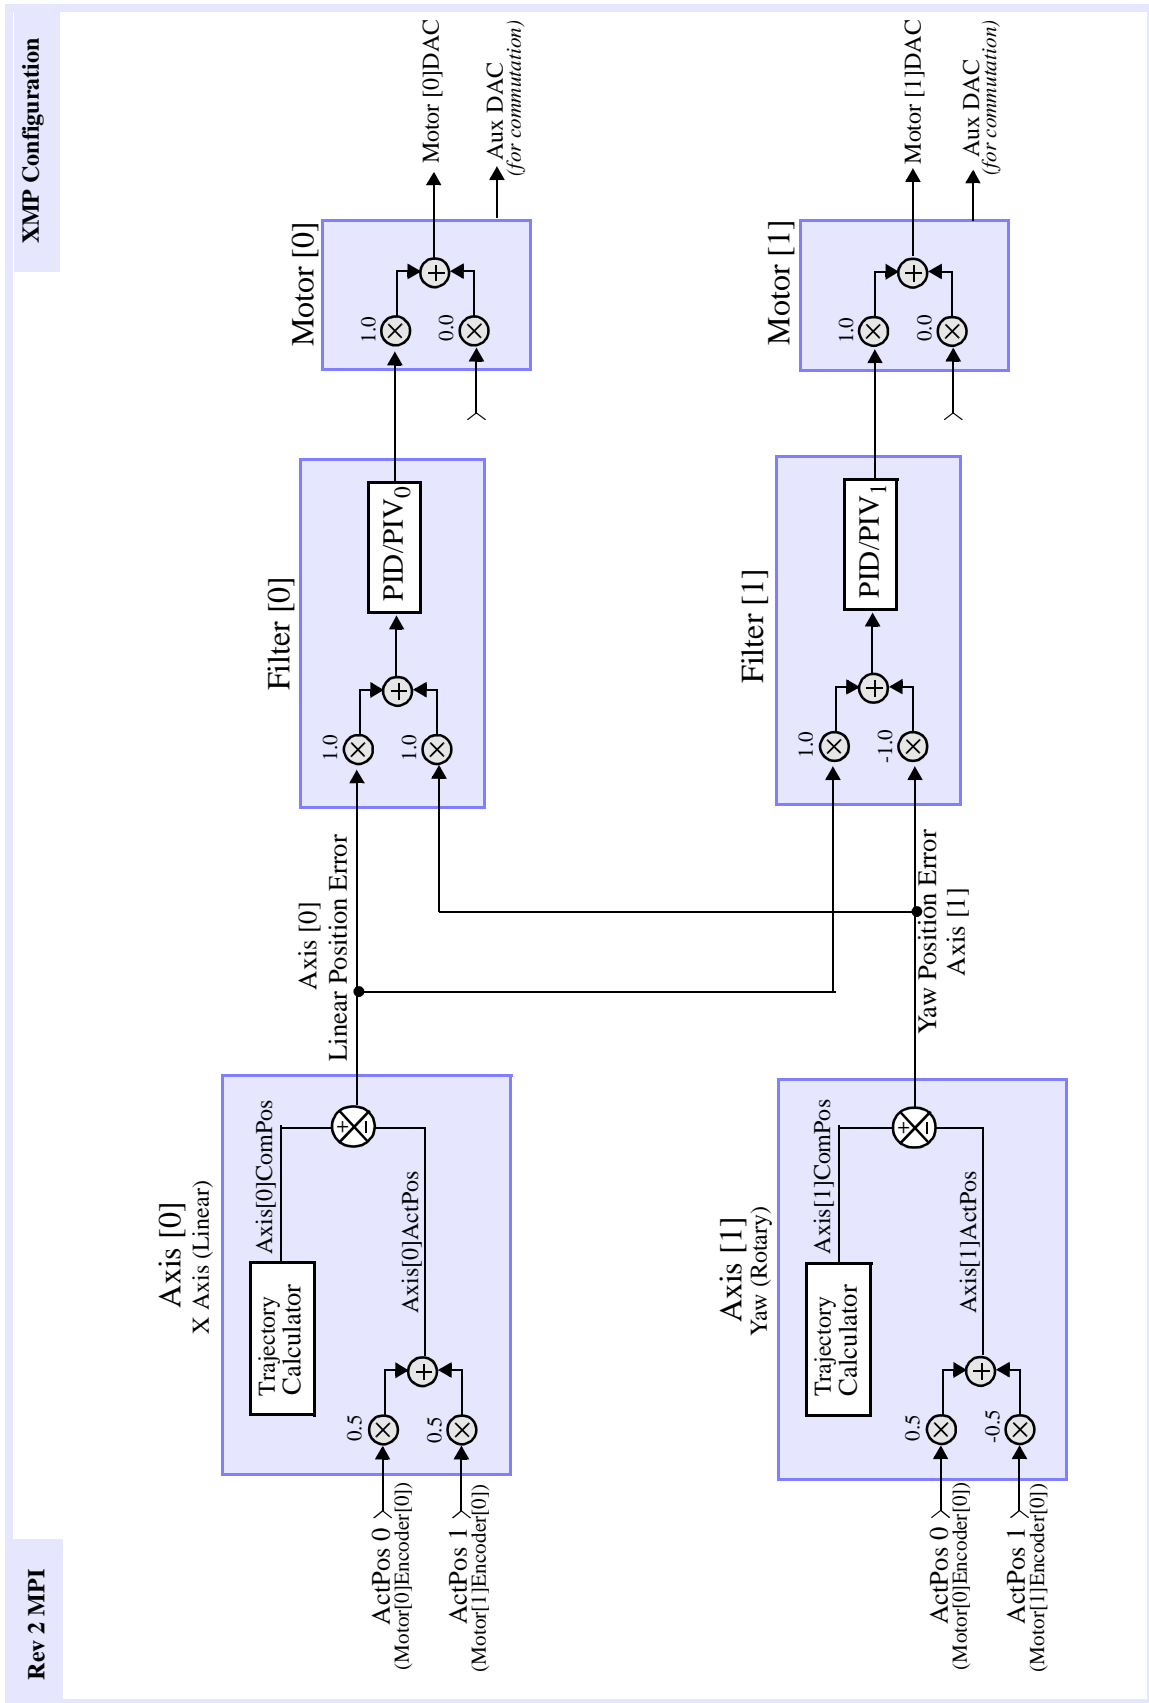 Rev 2 MPI
XMP Configuration
Axis [0]
X Axis (Linear)
Trajectory
Calculator
Axis[0]ComPos
Axis[0]ActPos
0.5
0.5
ActPos 0
(Motor[0]Encoder[0])
ActPos 1
(Motor[1]Encoder[0])
+
−
+
Axis [0]
Linear Position Error
Filter [0]
1.0
1.0
+
PID/PIV0
Motor [0]
1.0
0.0
+
Motor [0]DAC
Aux DAC
(for commutation)
Axis [1]
Yaw (Rotary)
Trajectory
Calculator
Axis[1]ComPos
Axis[1]ActPos
0.5
-0.5
ActPos 0
(Motor[0]Encoder[0])
ActPos 1
(Motor[1]Encoder[0])
+
−
+
Yaw Position Error
Axis [1]
Filter [1]
1.0
-1.0
+
PID/PIV1
Motor [1]
1.0
0.0
+
Motor [1]DAC
Aux DAC
(for commutation)